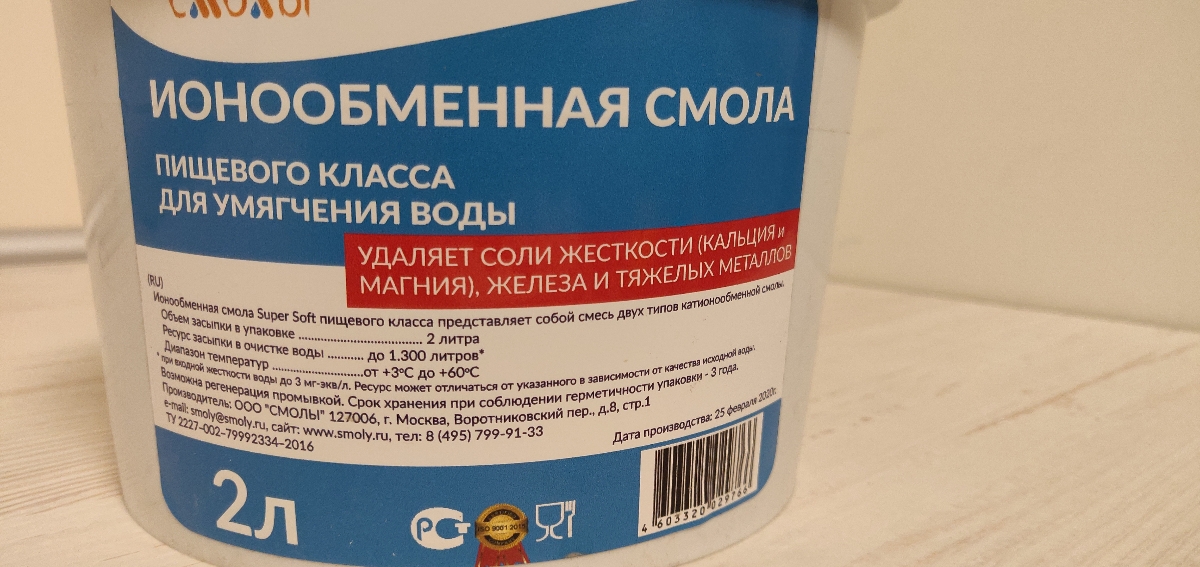 СМОЛЫ
ИОНООБМЕННАЯ СМОЛА
ПИЩЕВОГО КЛАССА
ДЛЯ УМЯГЧЕНИЯ ВОДЫ
УДАЛЯЕТ СОЛИ ЖЕСТКОСТИ (КАЛЬЦИЯ и
МАГНИЯ), ЖЕЛЕЗА И ТЯЖЕЛЫХ МЕТАЛЛОВ
(RU)
Ионообменная смола Super Soft пищевого класса представляет собой смесь двух типов катионообменной смолы.
Объем засыпки в упаковке ................................ 2 литра
Ресурс засыпки в очистке воды ........... до 1.300 литров*
Диапазон температур ...........................от +3°C до +60°C
*при входной жесткости воды до 3 мг-экв/л. Ресурс может отличаться от указанного в зависимости от качества исходной воды.
Возможна регенерация промывкой. Срок хранения при соблюдении герметичности упаковки - 3 года.
Производитель: ООО "СМОЛЫ" 127006, г. Москва, Воротниковский пер., д.8, стр.1
e-mail: smoly@smoly.ru, сайт: www.smoly.ru, тел: 8 (495) 799-91-33
ТУ 2227-002-79992334-2016
Дата производства: 25 февраля 2020г.
2л
РСТ
ISO 9001 2015
4 603320 029766